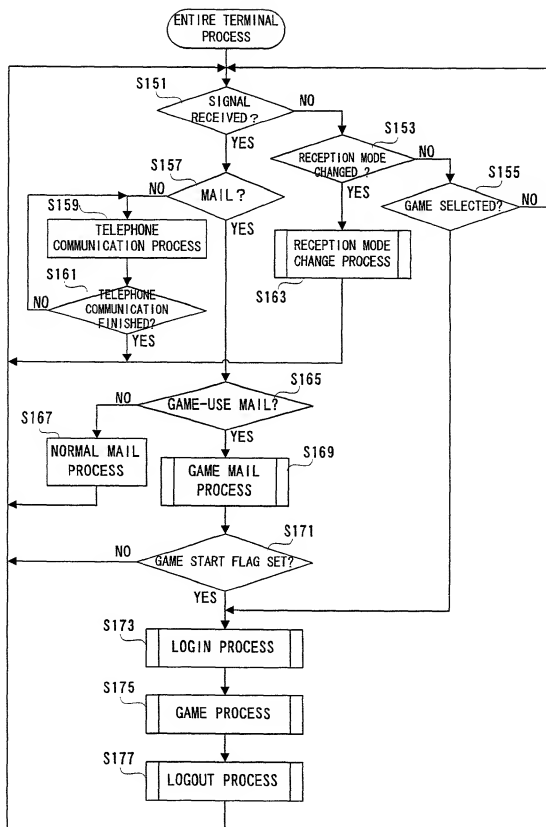 ENTIRE TERMINAL
PROCESS
S151
SIGNAL
RECEIVED?
NO
YES
S153
RECEPTION MODE
CHANGED ?
NO
YES
S155
GAME SELECTED?
NO
YES
S157
MAIL?
NO
YES
S159
TELEPHONE
COMMUNICATION PROCESS
S161
TELEPHONE
COMMUNICATION
FINISHED?
NO
YES
RECEPTION MODE
CHANGE PROCESS
S163
S165
GAME-USE MAIL?
NO
YES
S167
NORMAL MAIL
PROCESS
S169
GAME MAIL
PROCESS
S171
GAME START FLAG SET?
NO
YES
S173
LOGIN PROCESS
S175
GAME PROCESS
S177
LOGOUT PROCESS